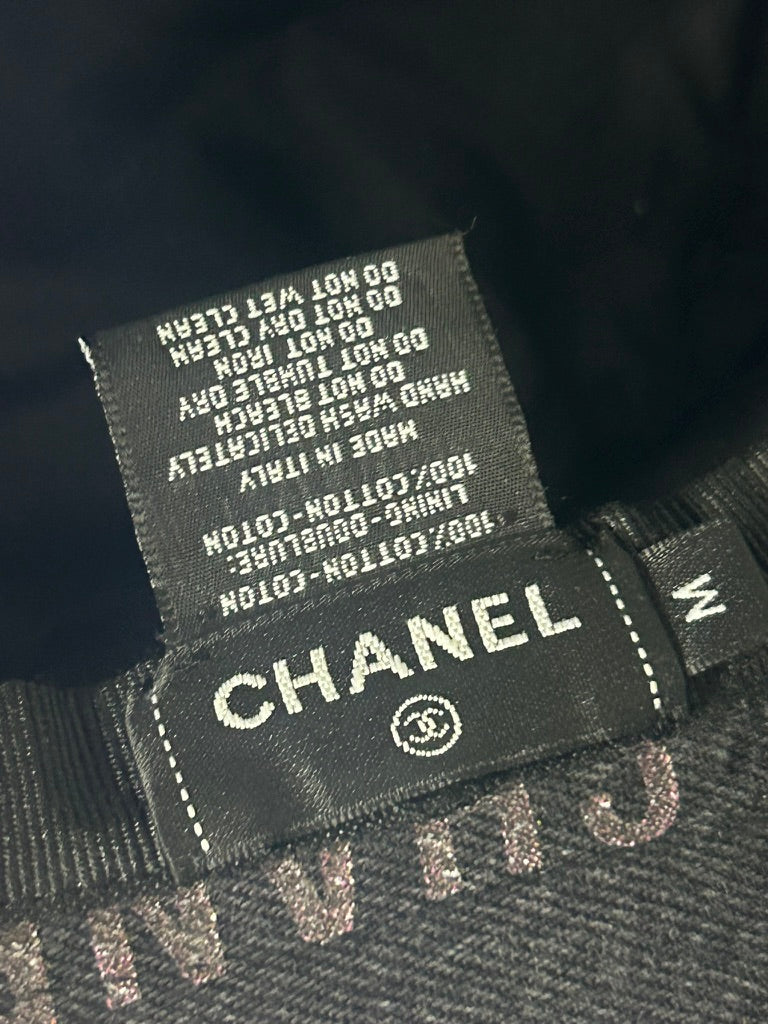 100% COTTON-COTON
LINING-DOUBLURE:
100% COTTON-COTON
MADE IN ITALY
HAND WASH DELICATELY
DO NOT BLEACH
DO NOT TUMBLE DRY
DO NOT IRON
DO NOT DRY CLEAN
DO NOT WET CLEAN
CHANEL
M